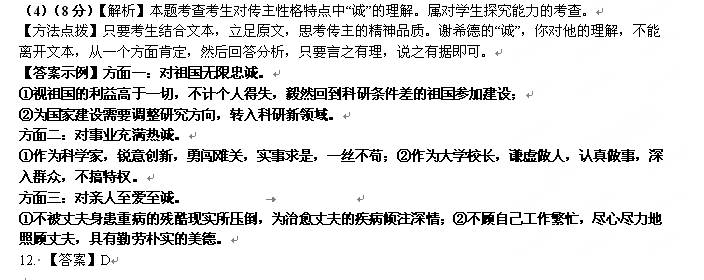 (4)(8分)【解析】本题考查考生对传主性格特点中“诚”的理解。属对学生探究能力的考查。
【方法点拨】只要考生结合文本，立足原文，思考传主的精神品质。谢希德的“诚”，你对他的理解，不能
离开文本，从一个方面肯定，然后回答分析，只要言之有理，说之有据即可。
【答案示例】方面一：对祖国无限忠诚。
①视祖国的利益高于一切，不计个人得失，毅然回到科研条件差的祖国参加建设；
②为国家建设需要调整研究方向，转入科研新领域。
方面二：对事业充满热诚。
①作为科学家，锐意创新，勇闯难关，实事求是，一丝不苟；②作为大学校长，谦虚做人，认真做事，深
入群众，不搞特权。
方面三：对亲人至爱至诚。
①不被丈夫身患重病的残酷现实所压倒，为治愈丈夫的疾病倾注深情；②不顾自己工作繁忙，尽心尽力地
照顾丈夫，具有勤劳朴实的美德。
12.·【答案】D